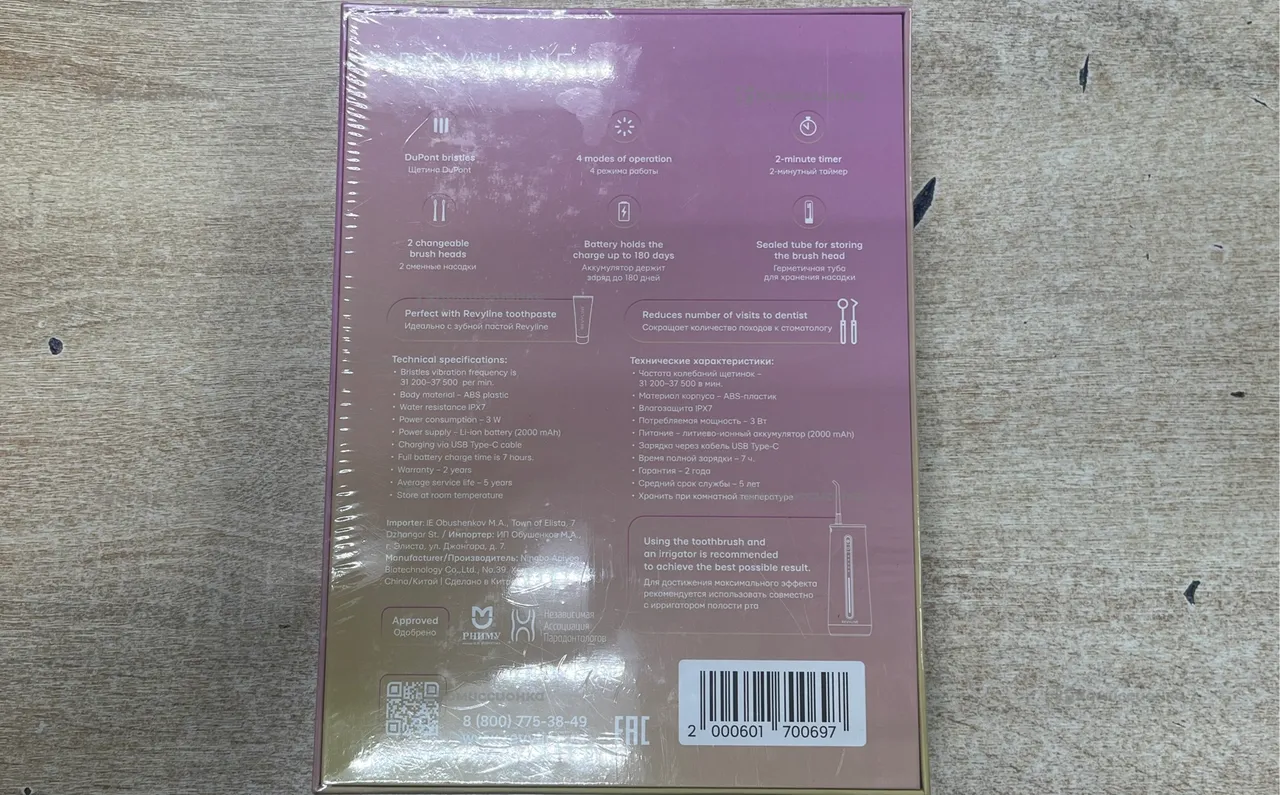 REVYLINE
DuPont bristles
Щетина DuPont
4 modes of operation
4 режима работы
2-minute timer
2-минутный таймер
2 changeable
brush heads
2 сменные насадки
Battery holds the
charge up to 180 days
Аккумулятор держит
заряд до 180 дней
Sealed tube for storing
the brush head
Герметичная туба
для хранения насадки
Perfect with Revyline toothpaste
Идеально с зубной пастой Revyline
Reduces number of visits to dentist
Сокращает количество походов к стоматологу
Technical specifications:
• Bristles vibration frequency is
31 200–37 500 per min.
• Body material – ABS plastic
• Water resistance IPX7
• Power consumption – 3 W
• Power supply – Li-ion battery (2000 mAh)
• Charging via USB Type-C cable
• Full battery charge time is 7 hours.
• Warranty – 2 years
• Average service life – 5 years
• Store at room temperature
Технические характеристики:
• Частота колебаний щетинок –
31 200–37 500 в мин.
• Материал корпуса – ABS-пластик
• Влагозащита IPX7
• Потребляемая мощность – 3 Вт
• Питание – литиево-ионный аккумулятор (2000 mAh)
• Зарядка через кабель USB Type-C
• Время полной зарядки – 7 ч.
• Гарантия – 2 года
• Средний срок службы – 5 лет
• Хранить при комнатной температуре
Importer: IE Obushenkov M.A., Town of Elista, 7
Dzhangar St. / Импортер: ИП Обушенков М.А.,
г. Элиста, ул. Джангара, д. 7.
Manufacturer/Производитель: Ningbo Apiyoo
Biotechnology Co., Ltd., No.39,
China/Китай | Сделано в Китае
Using the toothbrush and
an irrigator is recommended
to achieve the best possible result.
Для достижения максимального эффекта
рекомендуется использовать совместно
с ирригатором полости рта
Approved
Одобрено
РНИМУ
Независимая
Ассоциация
Пародонтологов
миссионка
8 (800) 775-38-49
EAC
2 000601 700697